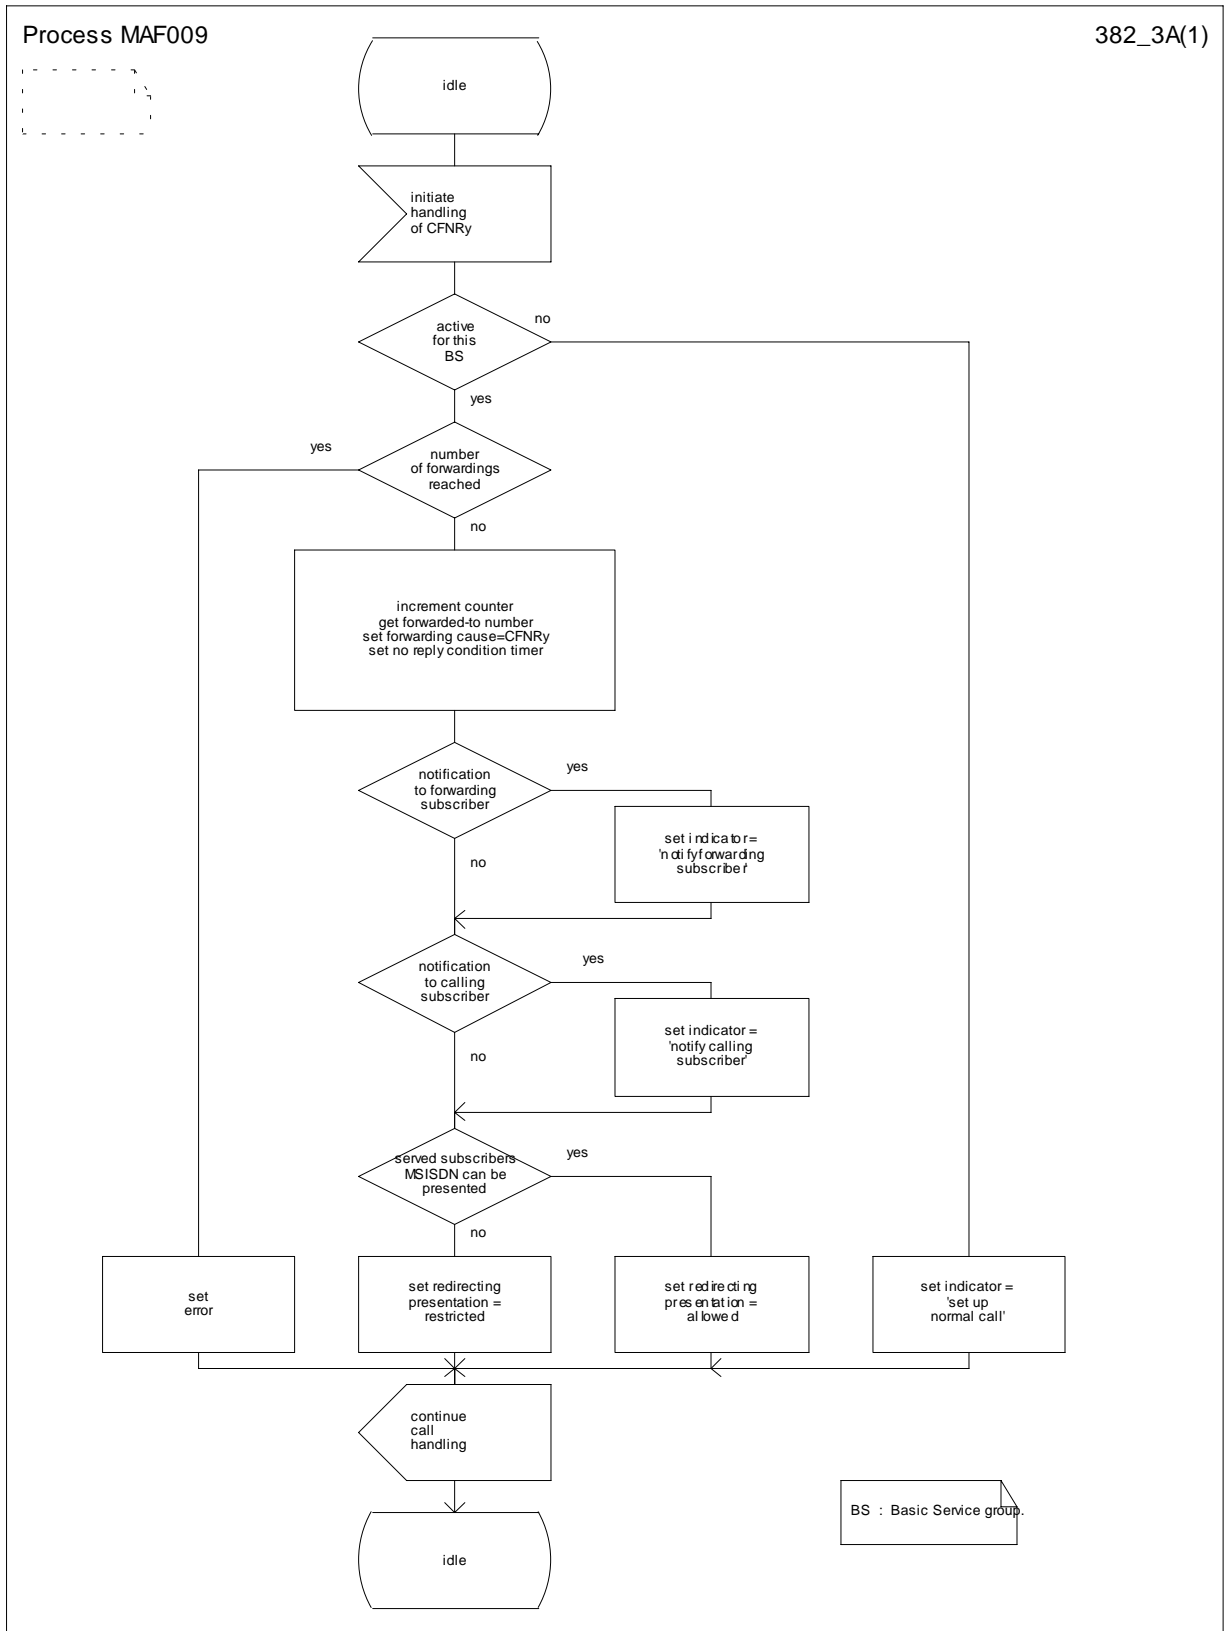 Process MAF009
382_3A(1)
idle
initiate
handling
of CFNRy
active
for this
BS
no
yes
number
of forwardings
reached
yes
no
increment counter
get forwarded-to number
set forwarding cause=CFNRy
set no reply condition timer
notification
to forwarding
subscriber
yes
set indicator=
'notifyforwarding
subscriber'
no
notification
to calling
subscriber
yes
set indicator =
'notify calling
subscriber'
no
served subscribers
MSISDN can be
presented
yes
no
set
error
set redirecting
presentation =
restricted
set redirecting
presentation =
allowed
set indicator =
'set up
normal call'
continue
call
handling
BS : Basic Service group.
idle